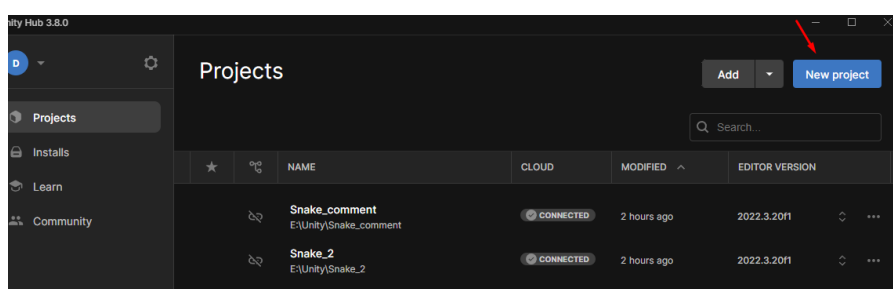 nity Hub 3.8.0
D
Projects
Add
New project
Search...
Projects
Installs
Learn
Community
NAME CLOUD MODIFIED EDITOR VERSION
Snake_comment CONNECTED 2 hours ago 2022.3.20f1
E:\Unity\Snake_comment
Snake_2 CONNECTED 2 hours ago 2022.3.20f1
E:\Unity\Snake_2